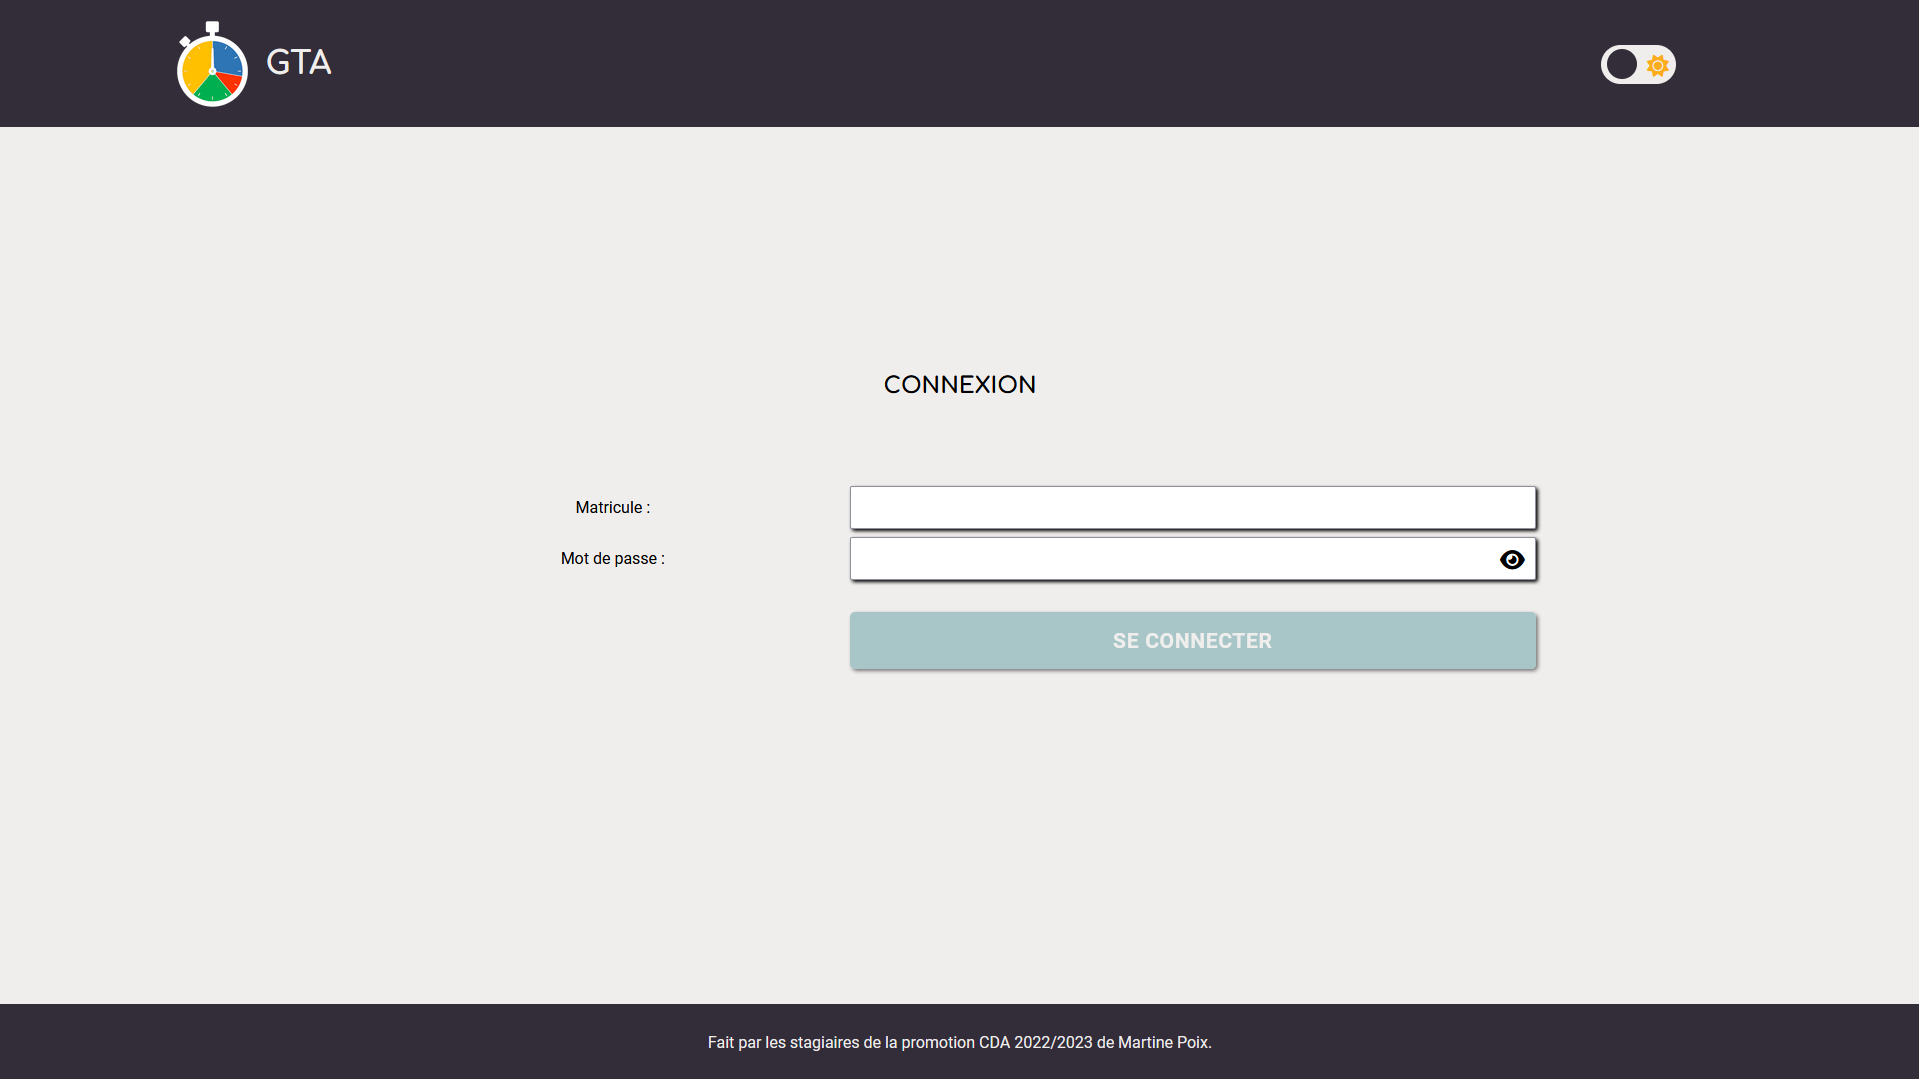 GTA
CONNEXION
Matricule :
Mot de passe :
SE CONNECTER
Fait par les stagiaires de la promotion CDA 2022/2023 de Martine Poix.